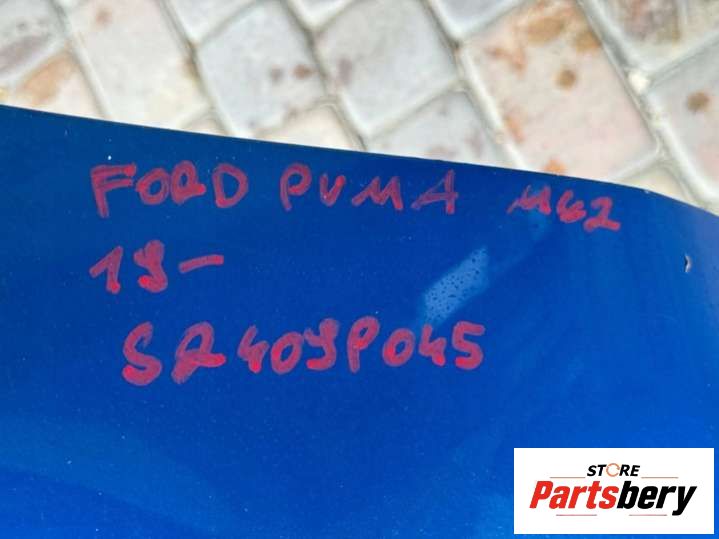 FORD PUMA MK2
19-
SR409P045
STORE
Partsbery